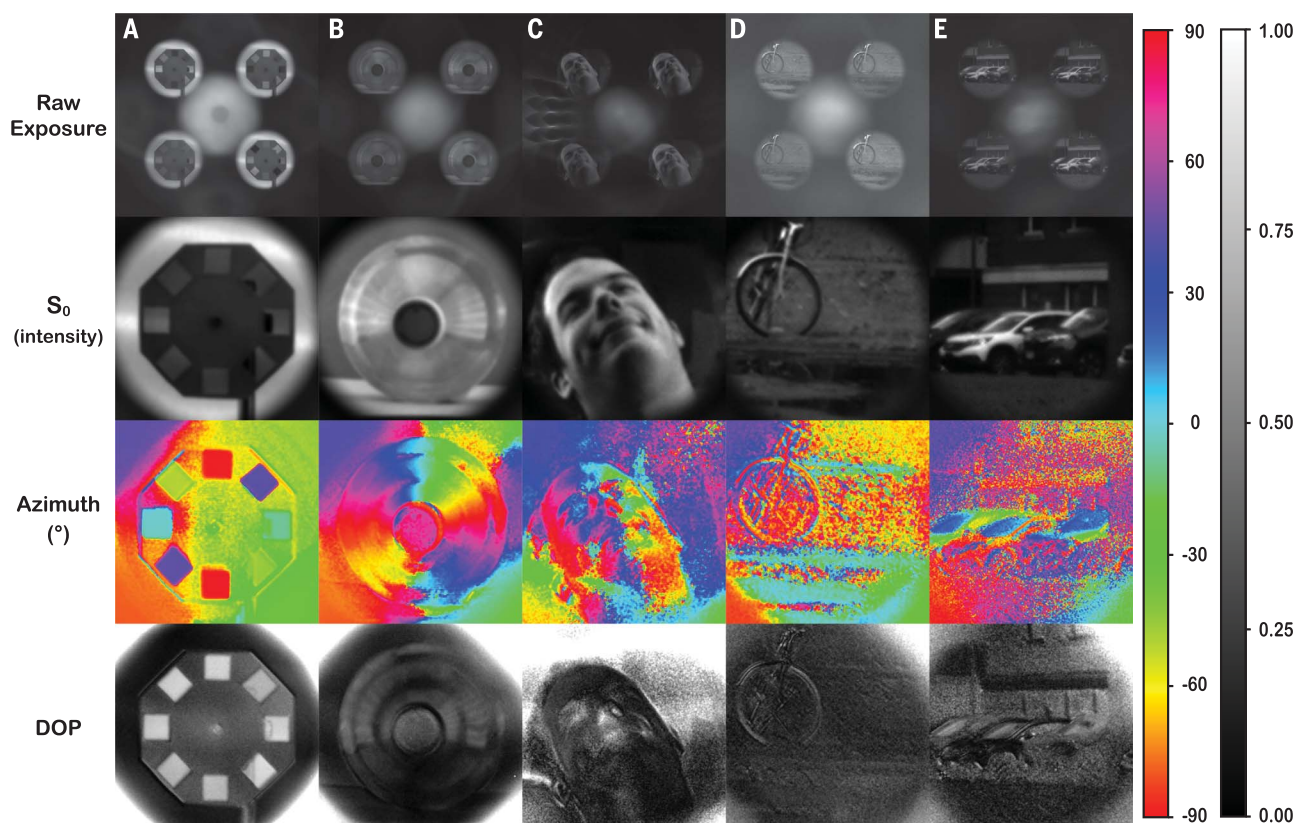 A B C D E
Raw
Exposure
S₀
(intensity)
Azimuth
(°)
DOP
90
60
30
0
-30
-60
-90
1.00
0.75
0.50
0.25
0.00